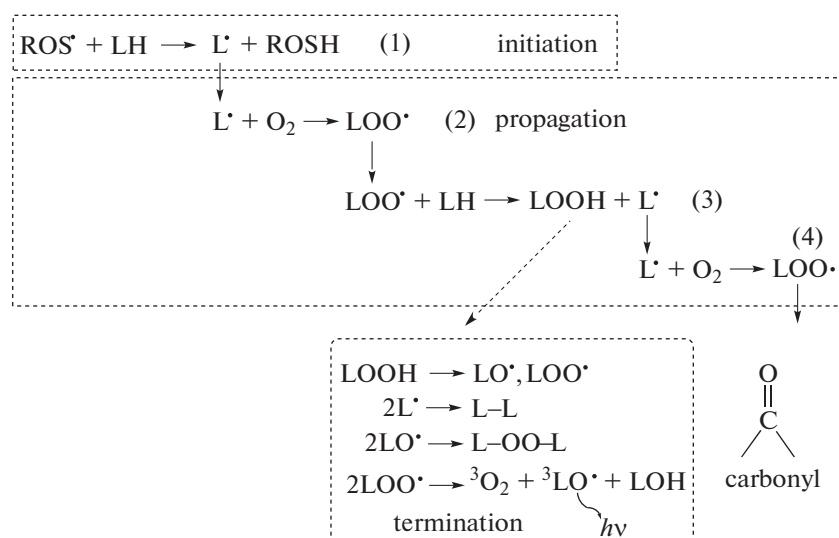 ROS• + LH → L• + ROSH (1) initiation
L• + O₂ → LOO• (2) propagation
LOO• + LH → LOOH + L• (3)
(4)
L• + O₂ → LOO•
LOOH → LO•, LOO•
2L• → L–L
2LO• → L–OO–L
2LOO• → ³O₂ + ³LO• + LOH
termination hν
O
C
carbonyl